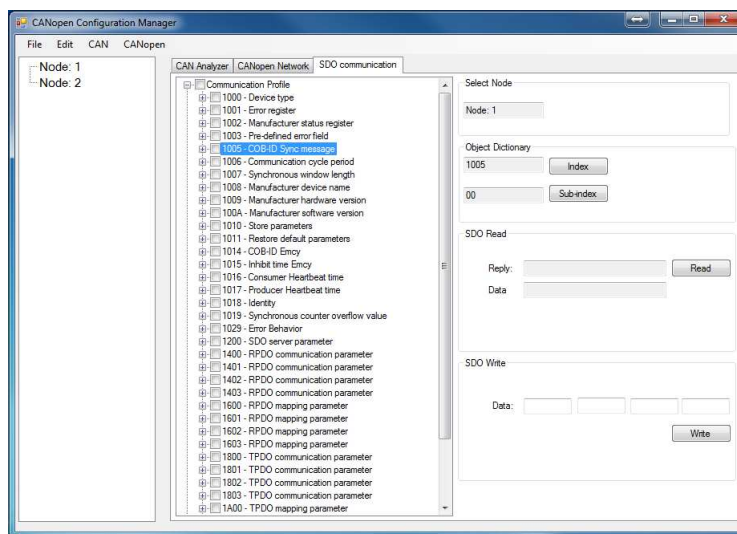 CANopen Configuration Manager
File Edit CAN CANopen
Node: 1
Node: 2
CAN Analyzer CANopen Network SDO communication
Communication Profile
1000 - Device type
1001 - Error register
1002 - Manufacturer status register
1003 - Pre-defined error field
1005 - COB-ID Sync message
1006 - Communication cycle period
1007 - Synchronous window length
1008 - Manufacturer device name
1009 - Manufacturer hardware version
100A - Manufacturer software version
1010 - Store parameters
1011 - Restore default parameters
1014 - COB-ID Emcy
1015 - Inhibit time Emcy
1016 - Consumer Heartbeat time
1017 - Producer Heartbeat time
1018 - Identity
1019 - Synchronous counter overflow value
1029 - Error Behavior
1200 - SDO server parameter
1400 - RPDO communication parameter
1401 - RPDO communication parameter
1402 - RPDO communication parameter
1403 - RPDO communication parameter
1600 - RPDO mapping parameter
1601 - RPDO mapping parameter
1602 - RPDO mapping parameter
1603 - RPDO mapping parameter
1800 - TPDO communication parameter
1801 - TPDO communication parameter
1802 - TPDO communication parameter
1803 - TPDO communication parameter
1A00 - TPDO mapping parameter
Select Node
Node: 1
Object Dictionary
1005 Index
00 Sub-index
SDO Read
Reply: Read
Data
SDO Write
Data:
Write